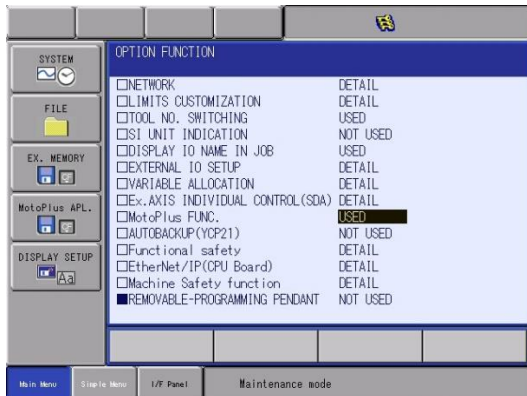 OPTION FUNCTION
SYSTEM
FILE
EX. MEMORY
MotoPlus APL.
DISPLAY SETUP
Aa
□NETWORK DETAIL
□LIMITS CUSTOMIZATION DETAIL
□TOOL NO. SWITCHING USED
□SI UNIT INDICATION NOT USED
□DISPLAY IO NAME IN JOB USED
□EXTERNAL IO SETUP DETAIL
□VARIABLE ALLOCATION DETAIL
□Ex.AXIS INDIVIDUAL CONTROL(SDA) DETAIL
□MotoPlus FUNC. USED
□AUTOBACKUP(YCP21) NOT USED
□Functional safety DETAIL
□EtherNet/IP(CPU Board) DETAIL
□Machine Safety function DETAIL
■REMOVABLE-PROGRAMMING PENDANT NOT USED
Main Menu
Simple Menu
I/F Panel
Maintenance mode